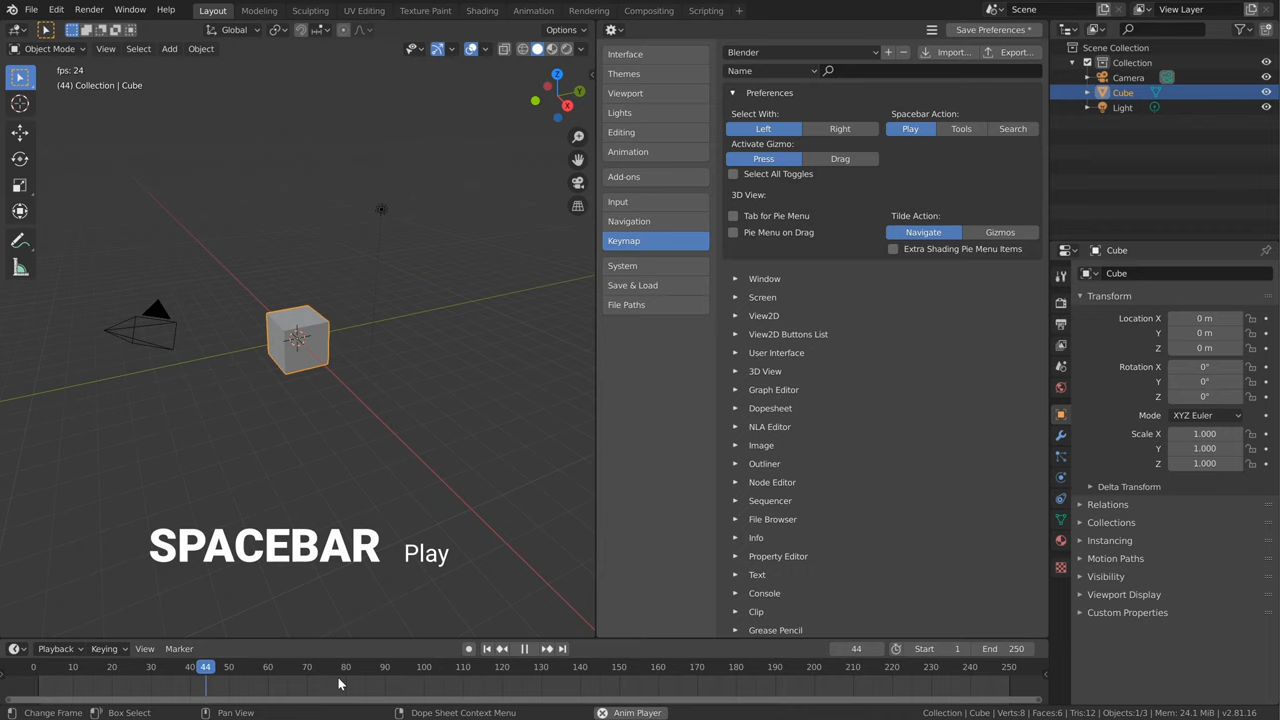 File Edit Render Window Help Layout Modeling Sculpting UV Editing Texture Paint Shading Animation Rendering Compositing Scripting + Scene View Layer
Global Options
Object Mode View Select Add Object
fps: 24
(44) Collection | Cube
Z
Y
X
SPACEBAR Play
Save Preferences *
Interface
Themes
Viewport
Lights
Editing
Animation
Add-ons
Input
Navigation
Keymap
System
Save & Load
File Paths
Blender Import... Export...
Name
Preferences
Select With: Spacebar Action:
Left Right Play Tools Search
Activate Gizmo:
Press Drag
Select All Toggles
3D View:
Tab for Pie Menu Tilde Action:
Pie Menu on Drag Navigate Gizmos
Extra Shading Pie Menu Items
Window
Screen
View2D
View2D Buttons List
User Interface
3D View
Graph Editor
Dopesheet
NLA Editor
Image
Outliner
Node Editor
Sequencer
File Browser
Info
Property Editor
Text
Console
Clip
Grease Pencil
Scene Collection
Collection
Camera
Cube
Light
Cube
Cube
Transform
Location X 0 m
Y 0 m
Z 0 m
Rotation X 0°
Y 0°
Z 0°
Mode XYZ Euler
Scale X 1.000
Y 1.000
Z 1.000
Delta Transform
Relations
Collections
Instancing
Motion Paths
Visibility
Viewport Display
Custom Properties
Playback Keying View Marker 44 Start 1 End 250
0 10 20 30 40 44 50 60 70 80 90 100 110 120 130 140 150 160 170 180 190 200 210 220 230 240 250
Change Frame Box Select Pan View Dope Sheet Context Menu Anim Player Collection | Cube | Verts:8 | Faces:6 | Tris:12 | Objects:1/3 | Mem: 24.1 MiB | v2.81.16